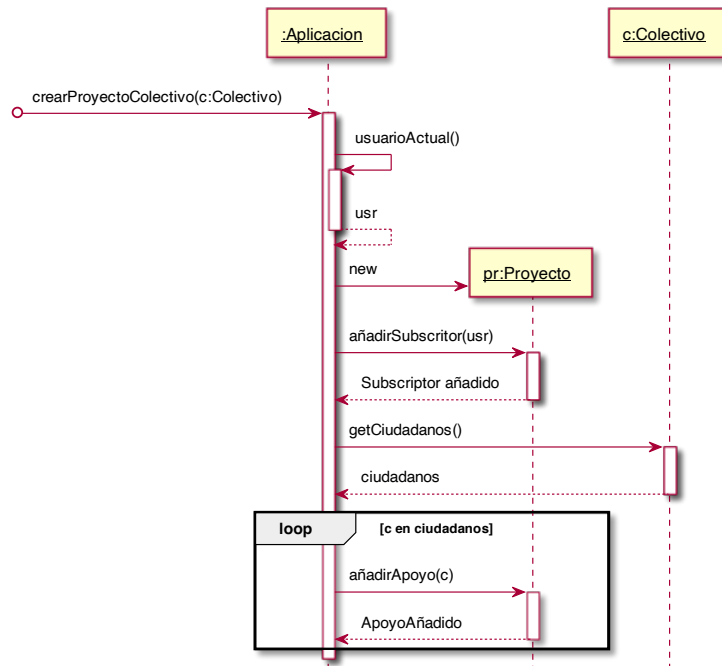 :Aplicacion
c:Colectivo
crearProyectoColectivo(c:Colectivo)
usuarioActual()
usr
new
pr:Proyecto
añadirSubscritor(usr)
Subscriptor añadido
getCiudadanos()
ciudadanos
loop
[c en ciudadanos]
añadirApoyo(c)
ApoyoAñadido